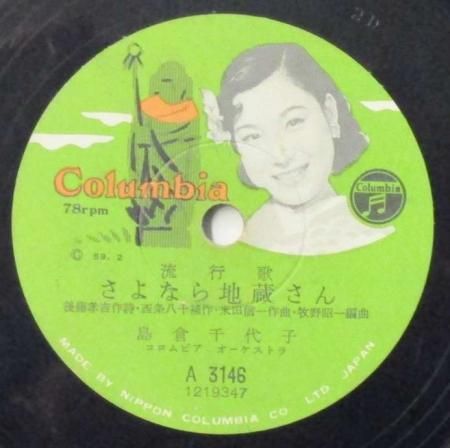 2D
Columbia
78rpm
Columbia
© 59. 2
流行歌
さよなら地蔵さん
後藤孝吉作詩・西条八十補作・米田信一作曲・牧野昭一編曲
島倉千代子
コロムビア オーケストラ
A 3146
1219347
MADE BY NIPPON COLUMBIA CO LTD JAPAN